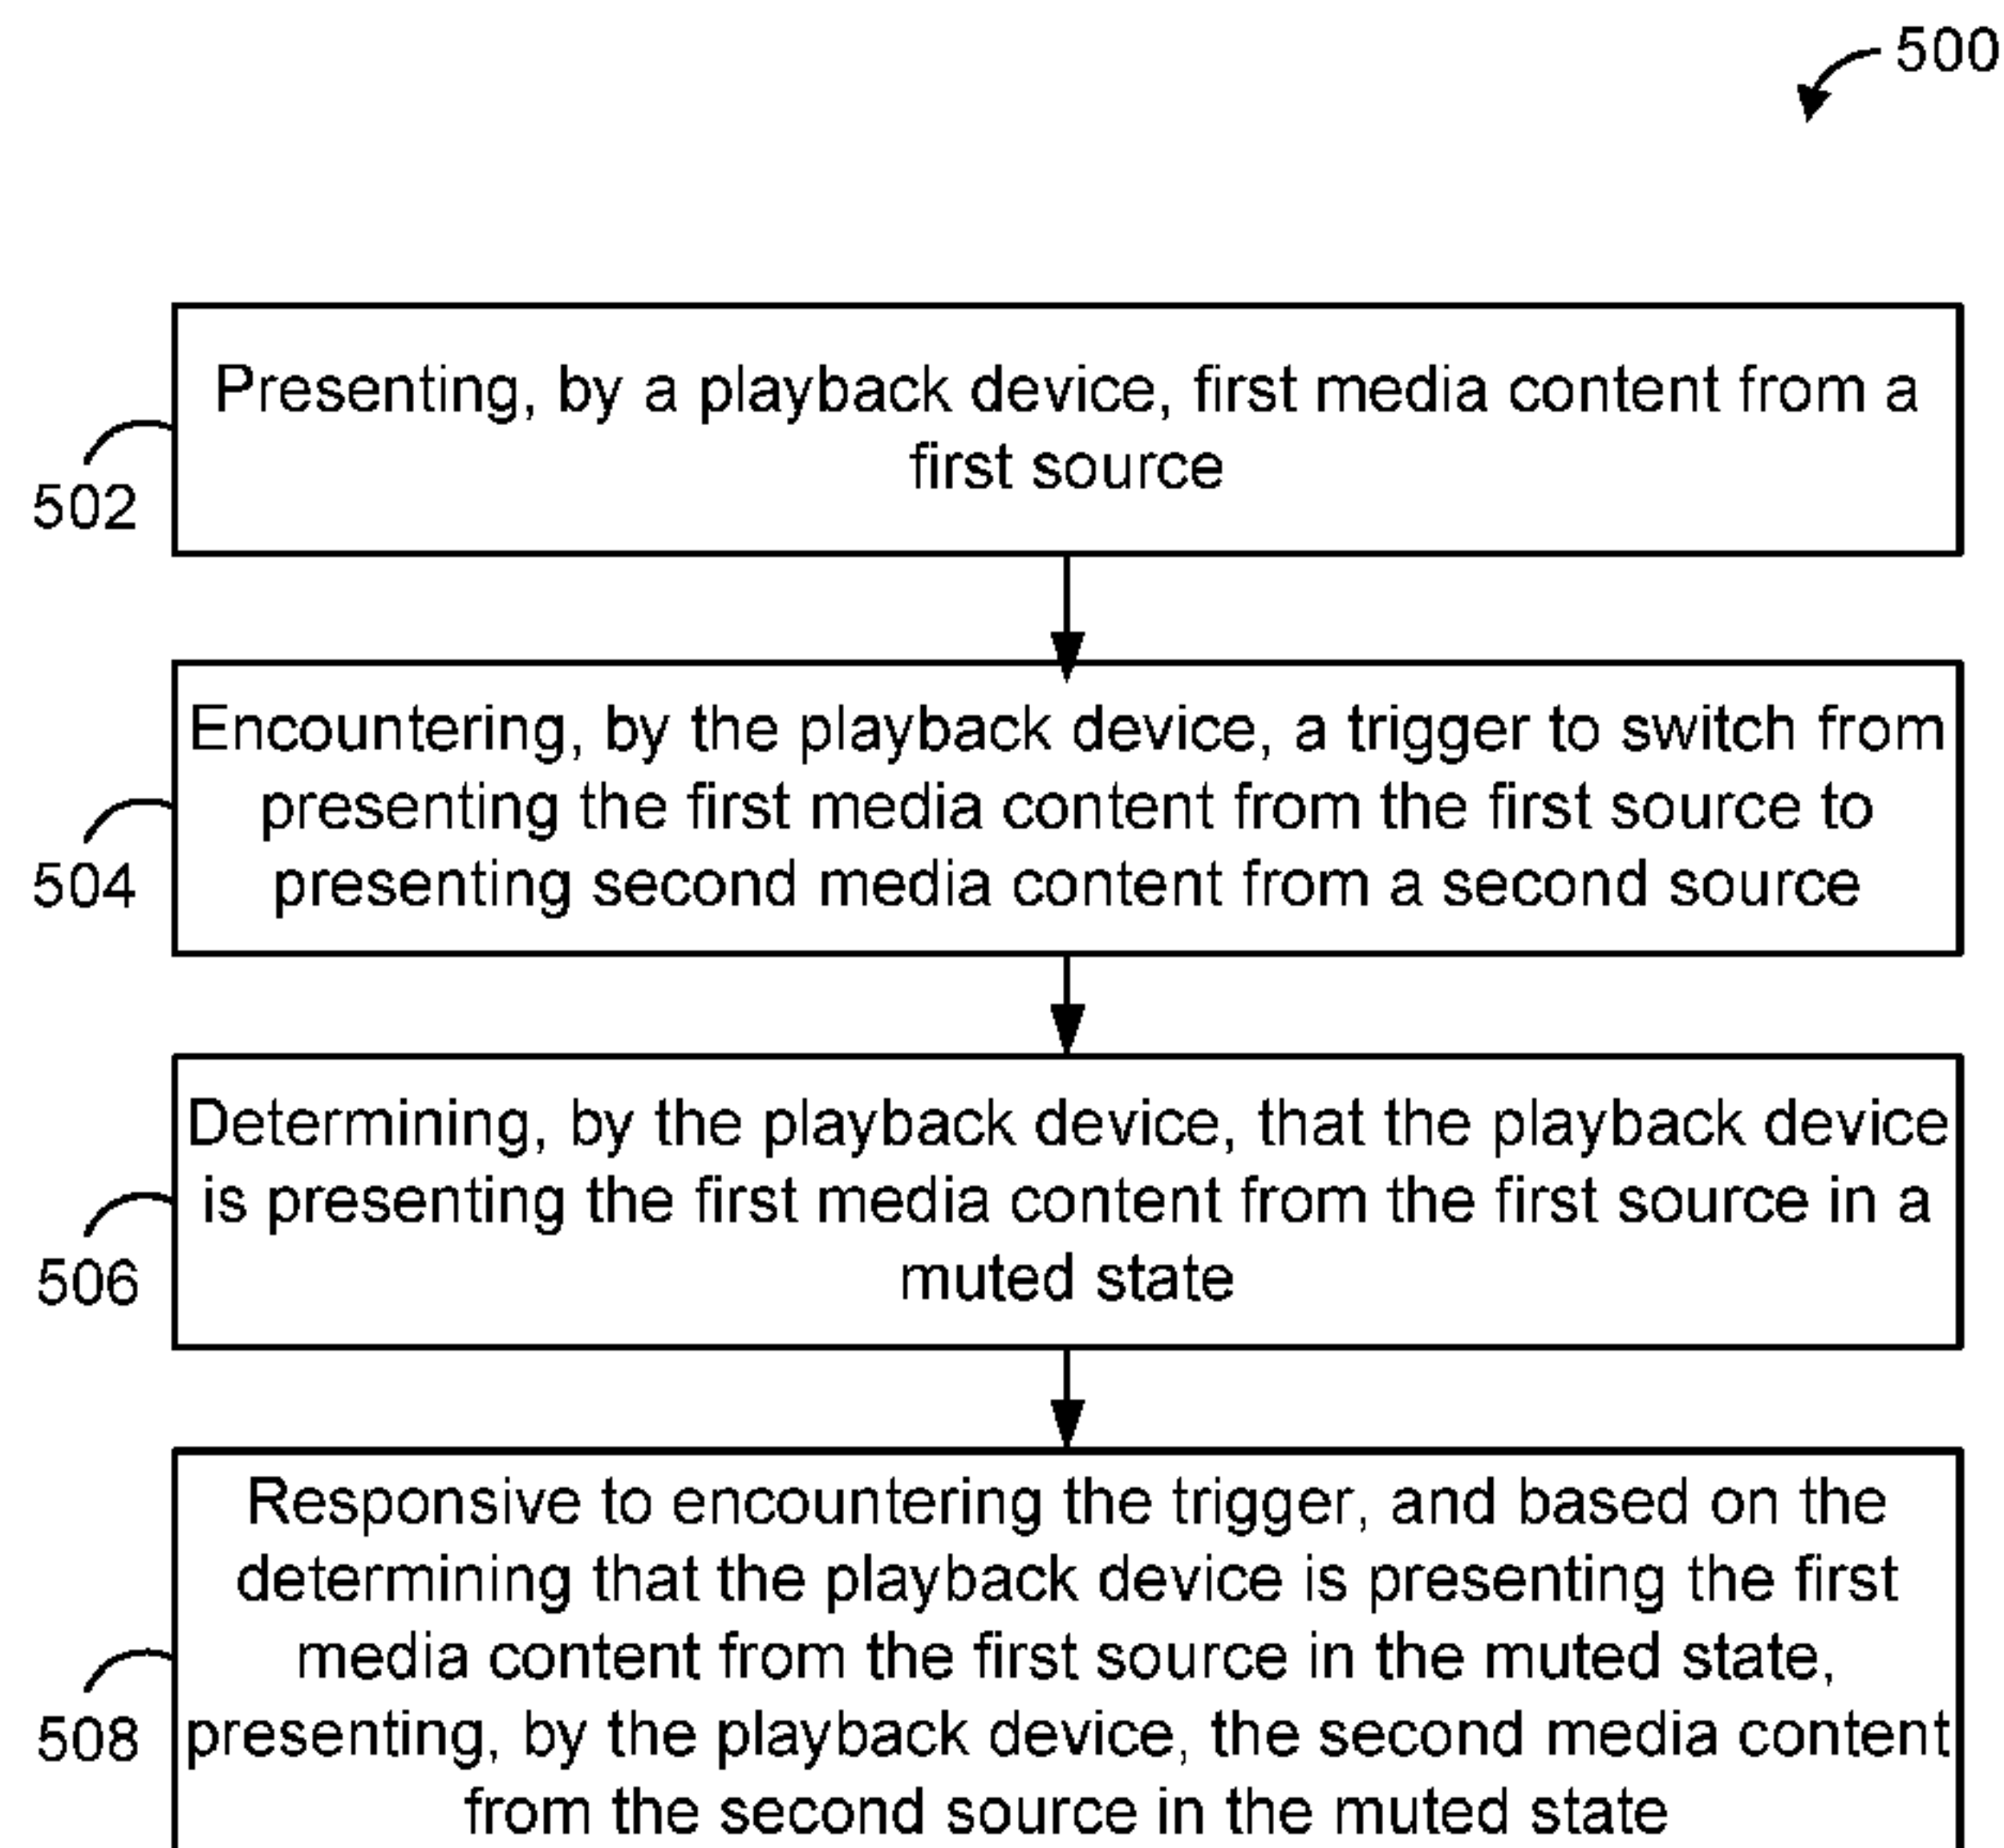 500
Presenting, by a playback device, first media content from a
first source
502
Encountering, by the playback device, a trigger to switch from
presenting the first media content from the first source to
presenting second media content from a second source
504
Determining, by the playback device, that the playback device
is presenting the first media content from the first source in a
muted state
506
Responsive to encountering the trigger, and based on the
determining that the playback device is presenting the first
media content from the first source in the muted state,
presenting, by the playback device, the second media content
from the second source in the muted state
508